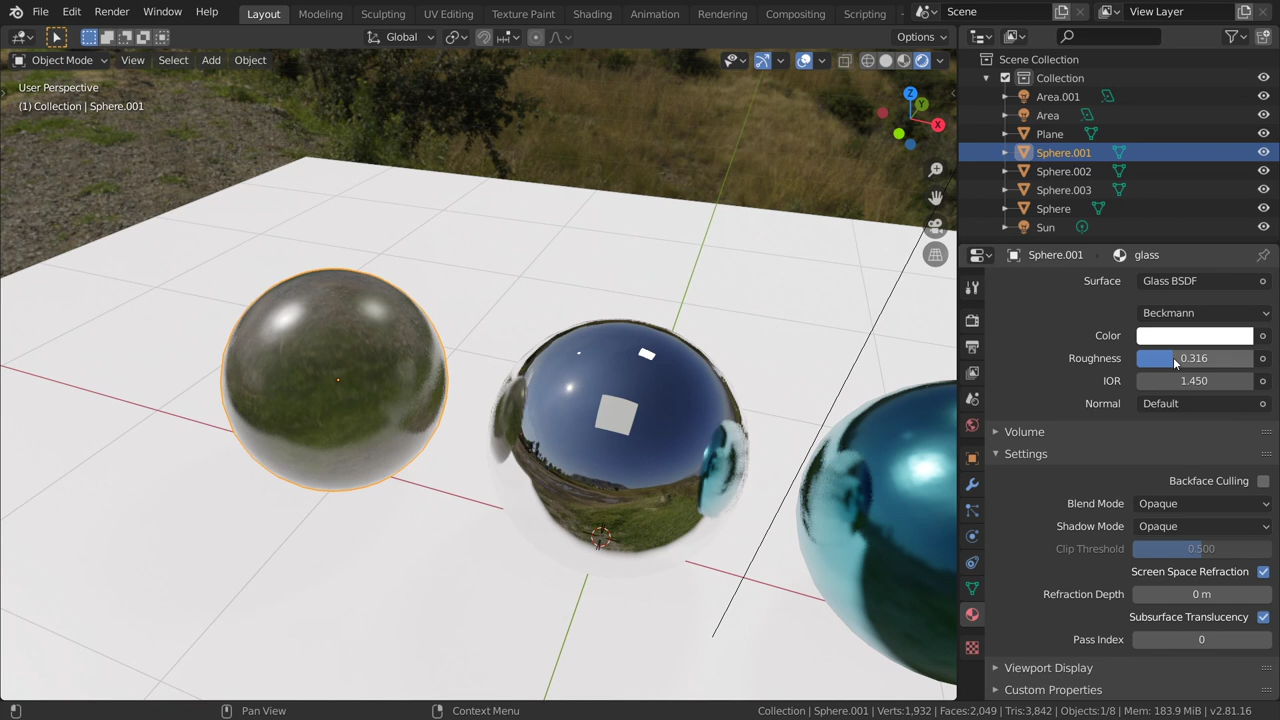 File Edit Render Window Help Layout Modeling Sculpting UV Editing Texture Paint Shading Animation Rendering Compositing Scripting Scene View Layer
Global Options
Object Mode View Select Add Object
User Perspective
(1) Collection | Sphere.001
Z
Y
X
Scene Collection
Collection
Area.001
Area
Plane
Sphere.001
Sphere.002
Sphere.003
Sphere
Sun
Sphere.001 glass
Surface Glass BSDF
Beckmann
Color
Roughness 0.316
IOR 1.450
Normal Default
Volume
Settings
Backface Culling
Blend Mode Opaque
Shadow Mode Opaque
Clip Threshold 0.500
Screen Space Refraction
Refraction Depth 0 m
Subsurface Translucency
Pass Index 0
Viewport Display
Custom Properties
Pan View Context Menu Collection | Sphere.001 | Verts:1,932 | Faces:2,049 | Tris:3,842 | Objects:1/8 | Mem: 183.9 MiB | v2.81.16